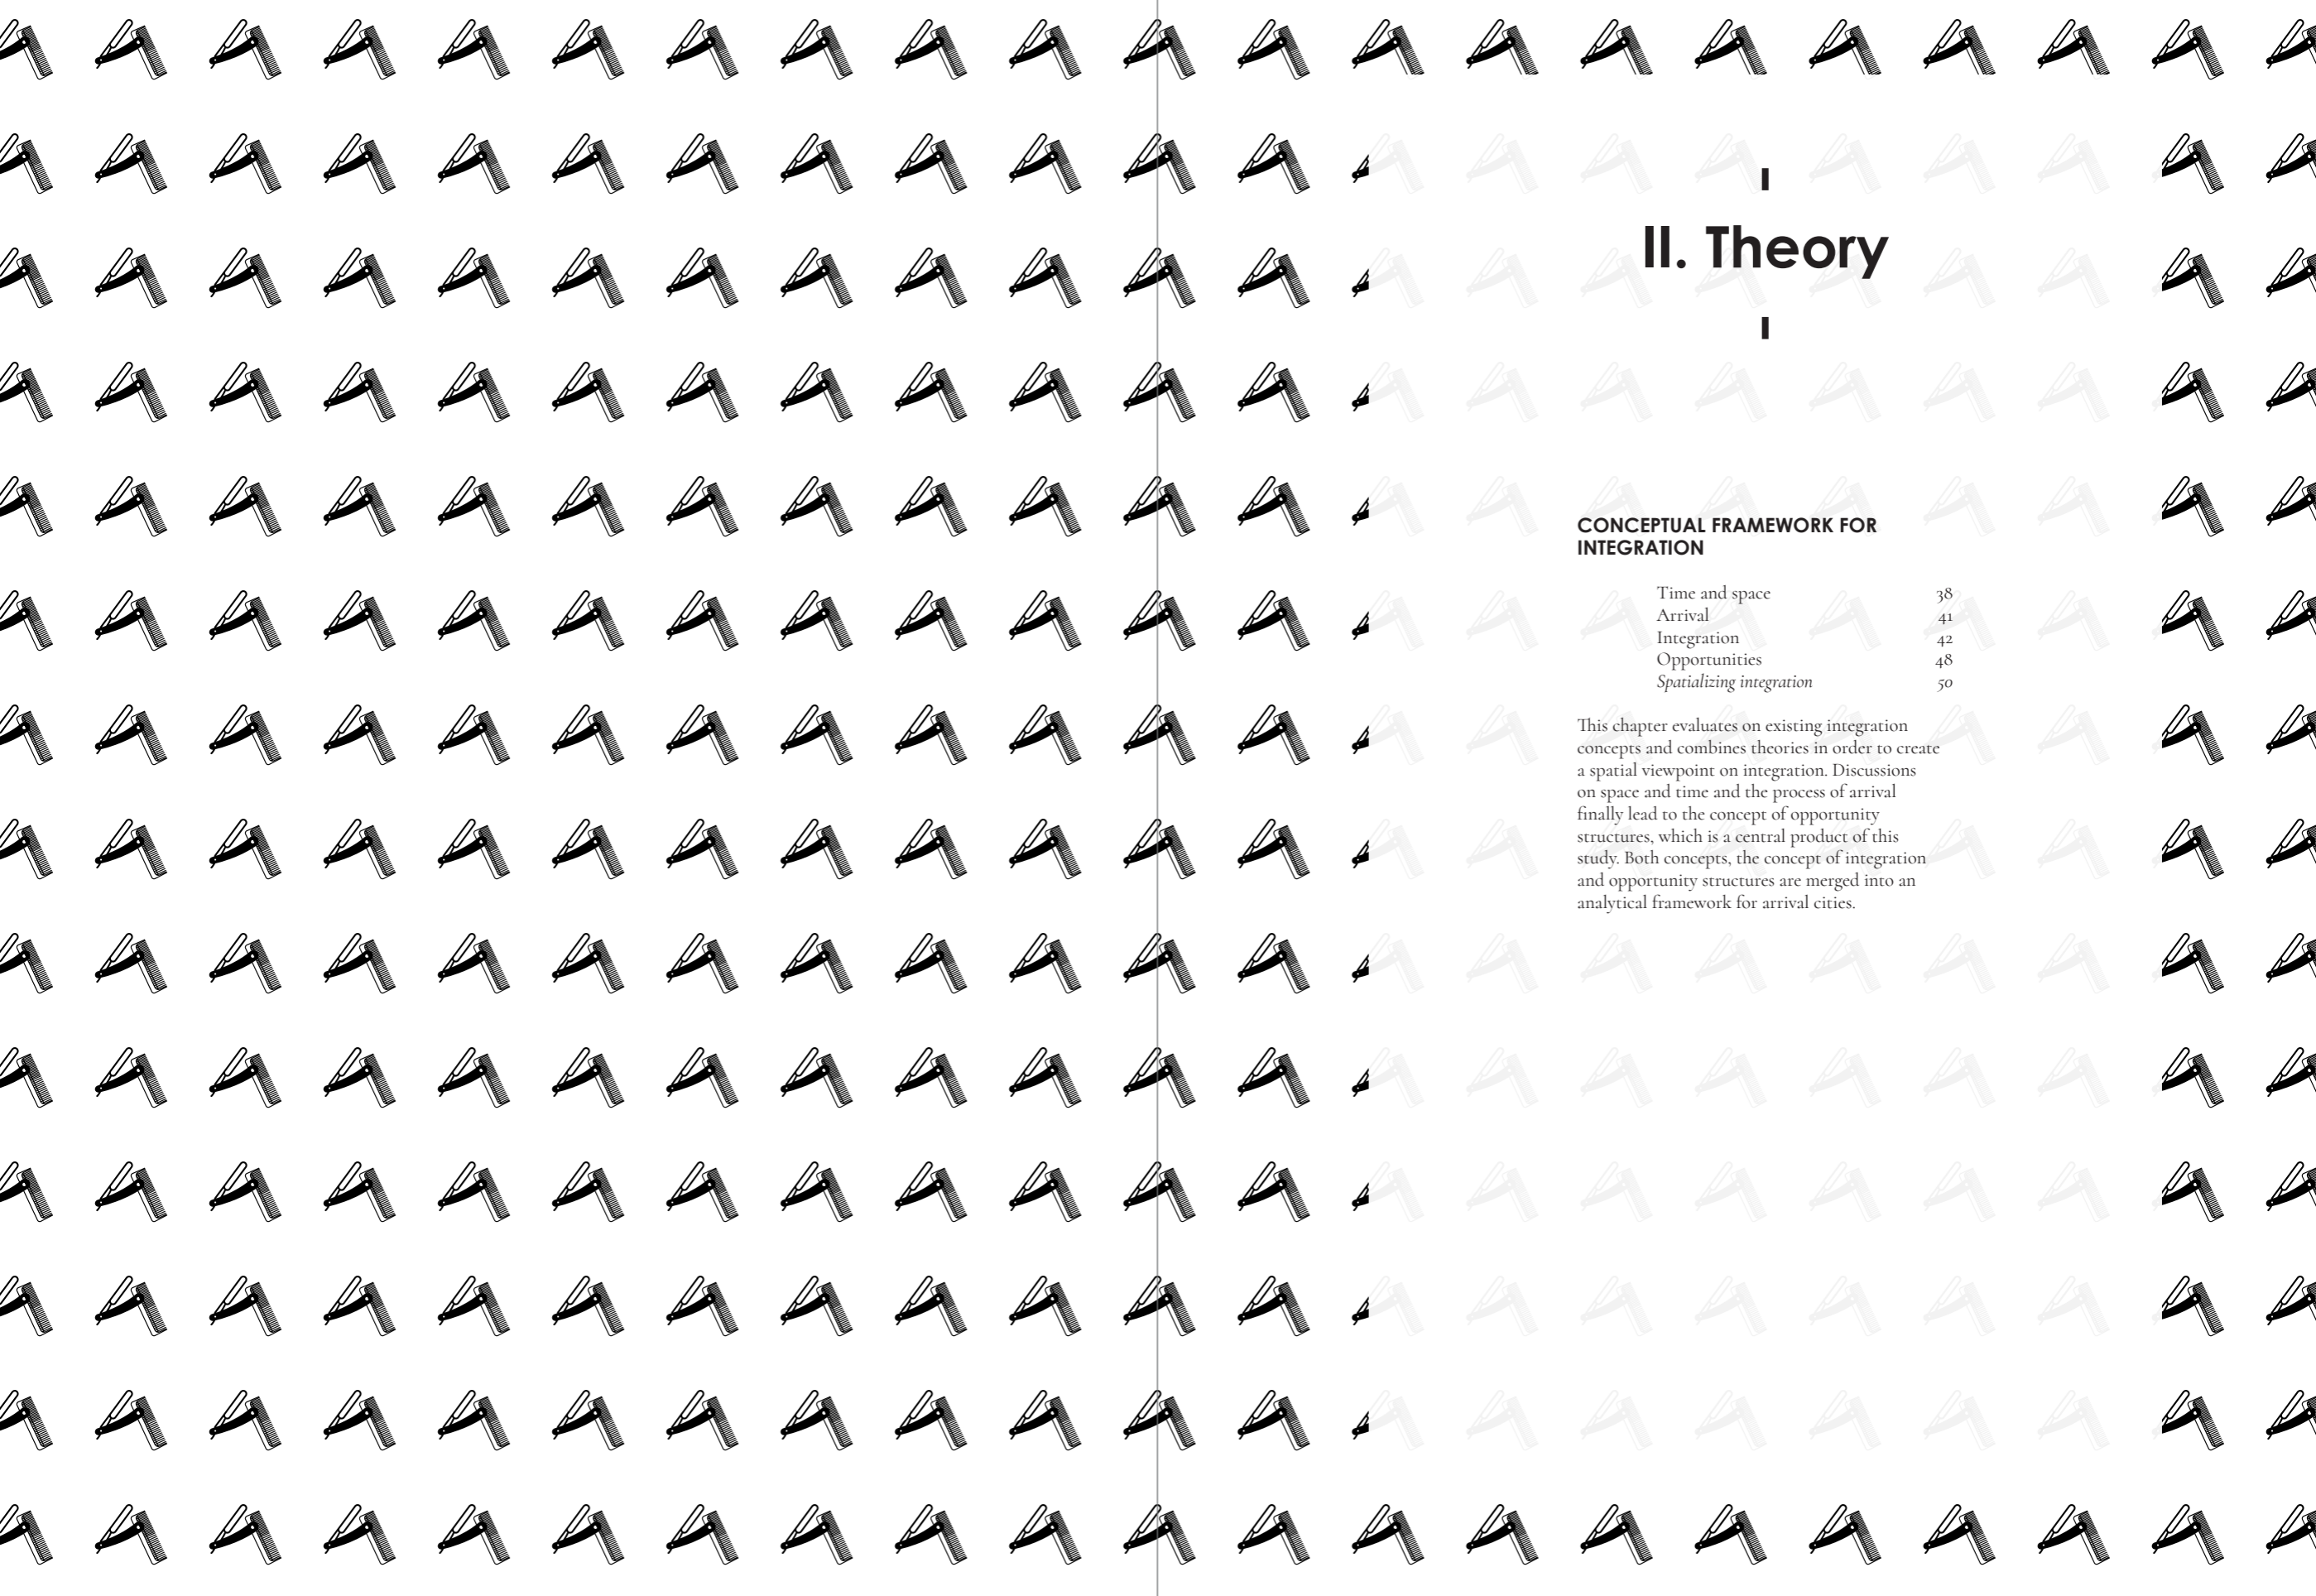 II. Theory
CONCEPTUAL FRAMEWORK FOR
INTEGRATION
Time and space 38
Arrival 41
Integration 42
Opportunities 48
Spatializing integration 50
This chapter evaluates on existing integration
concepts and combines theories in order to create
a spatial viewpoint on integration. Discussions
on space and time and the process of arrival
finally lead to the concept of opportunity
structures, which is a central product of this
study. Both concepts, the concept of integration
and opportunity structures are merged into an
analytical framework for arrival cities.